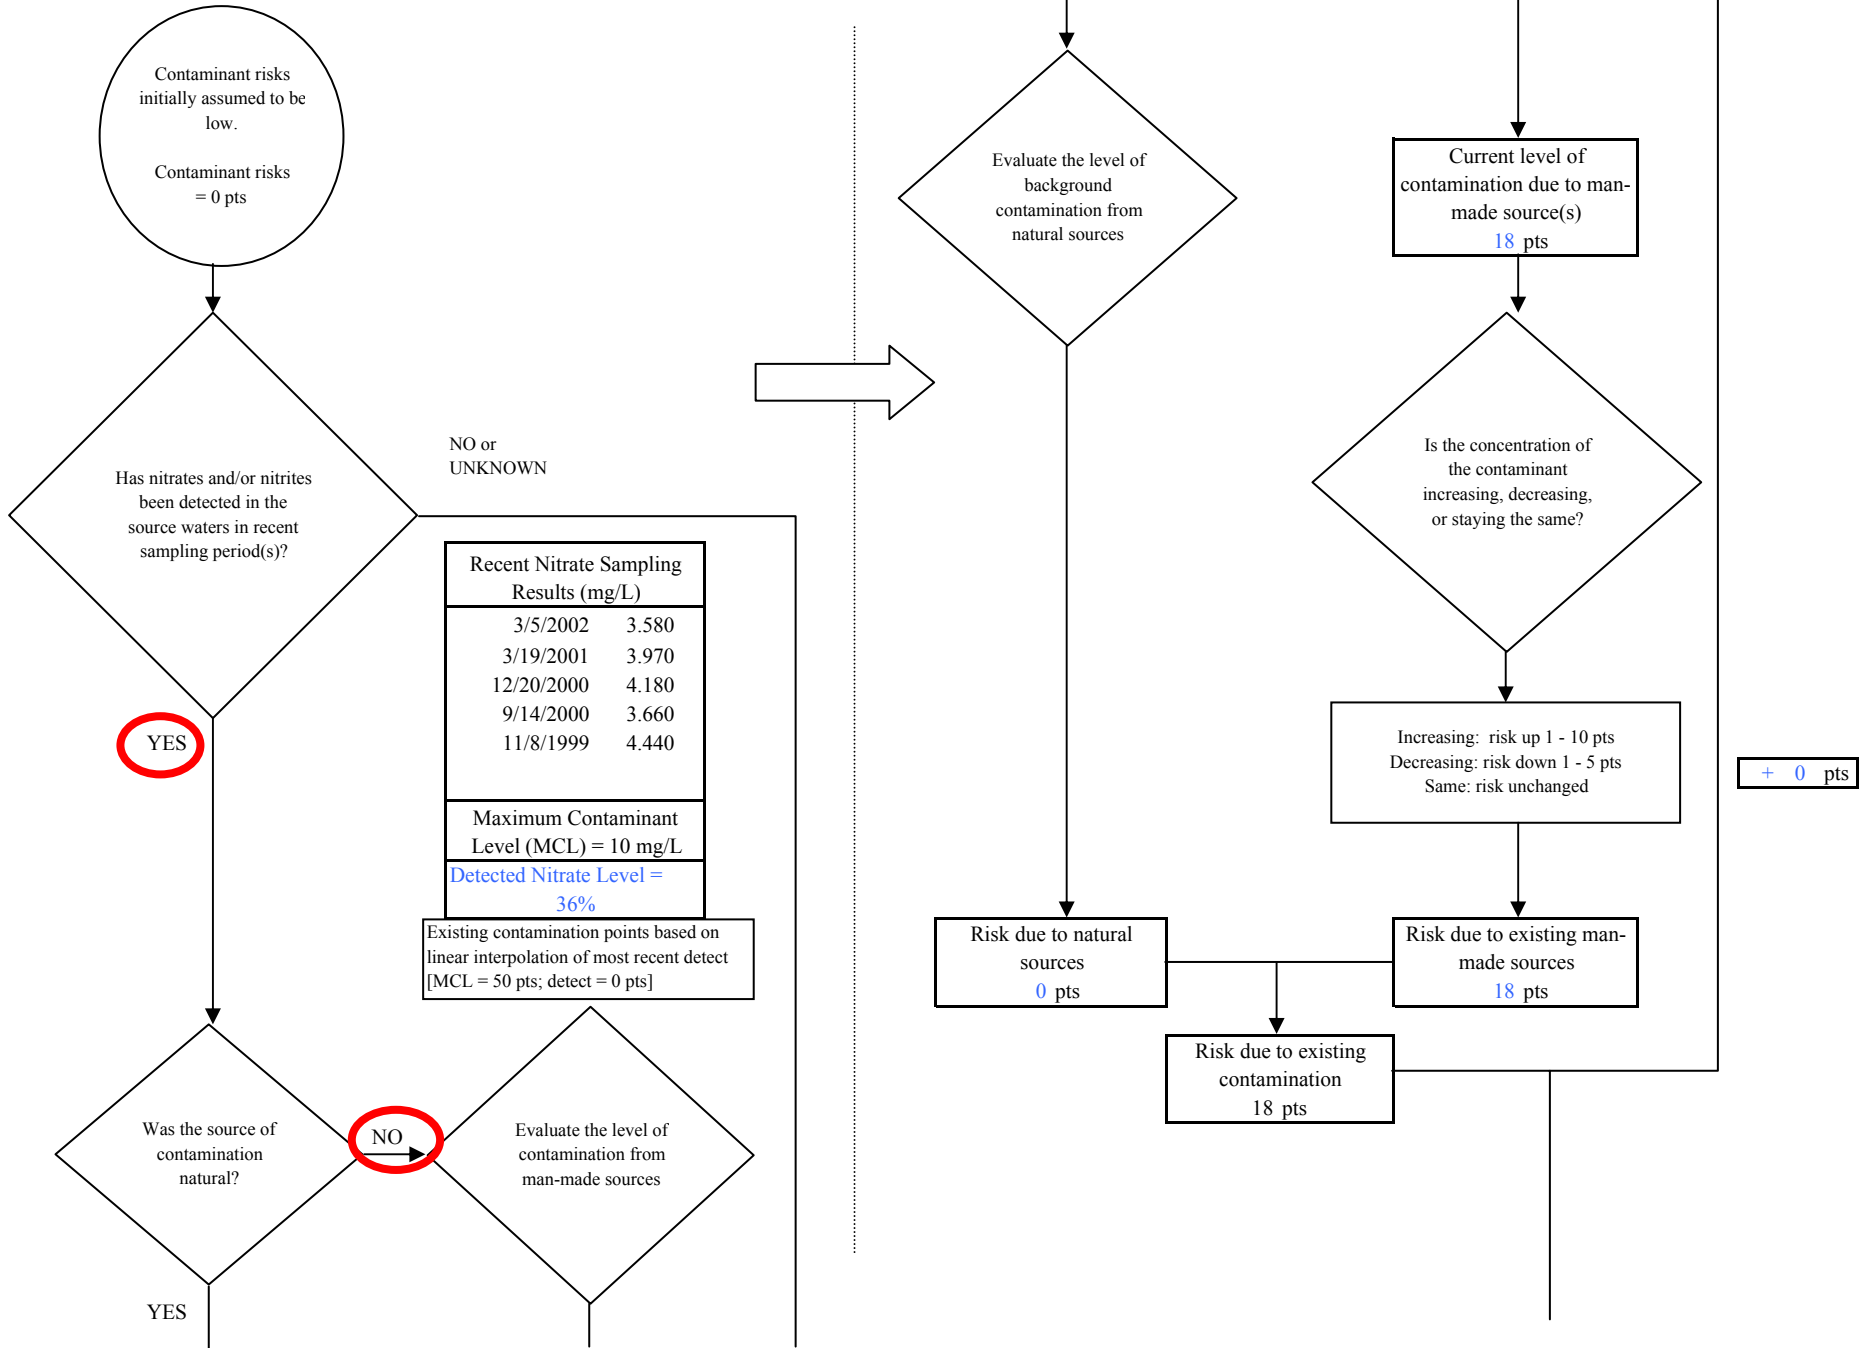 Contaminant risks
initially assumed to be
low.
Contaminant risks
= 0 pts
Has nitrates and/or nitrites
been detected in the
source waters in recent
sampling period(s)?
NO or
UNKNOWN
YES
Recent Nitrate Sampling
Results (mg/L)
3/5/2002 3.580
3/19/2001 3.970
12/20/2000 4.180
9/14/2000 3.660
11/8/1999 4.440
Maximum Contaminant
Level (MCL) = 10 mg/L
Detected Nitrate Level =
36%
Existing contamination points based on
linear interpolation of most recent detect
[MCL = 50 pts; detect = 0 pts]
Was the source of
contamination
natural?
NO
YES
Evaluate the level of
contamination from
man-made sources
Evaluate the level of
background
contamination from
natural sources
Current level of
contamination due to man-
made source(s)
18 pts
Is the concentration of
the contaminant
increasing, decreasing,
or staying the same?
Increasing: risk up 1 - 10 pts
Decreasing: risk down 1 - 5 pts
Same: risk unchanged
+ 0 pts
Risk due to natural
sources
0 pts
Risk due to existing man-
made sources
18 pts
Risk due to existing
contamination
18 pts